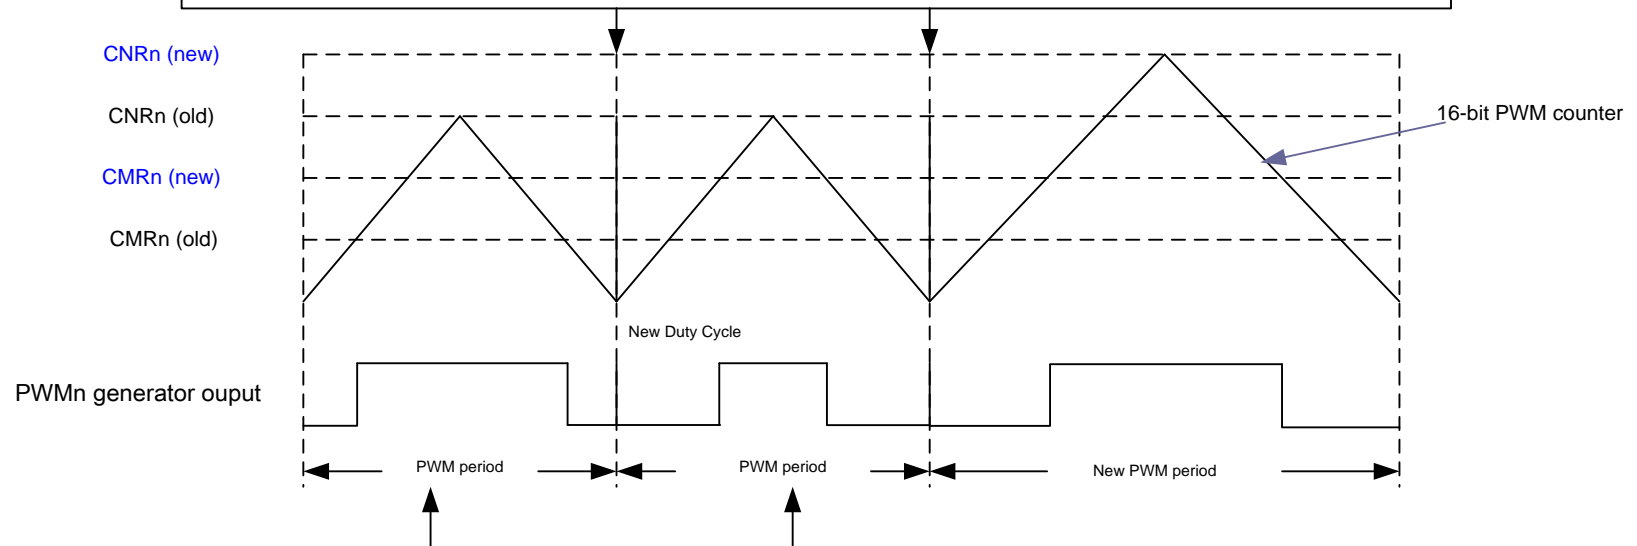 CNRn (new)
CNRn (old)
16-bit PWM counter
CMRn (new)
CMRn (old)
New Duty Cycle
PWMn generator ouput
PWM period
PWM period
New PWM period